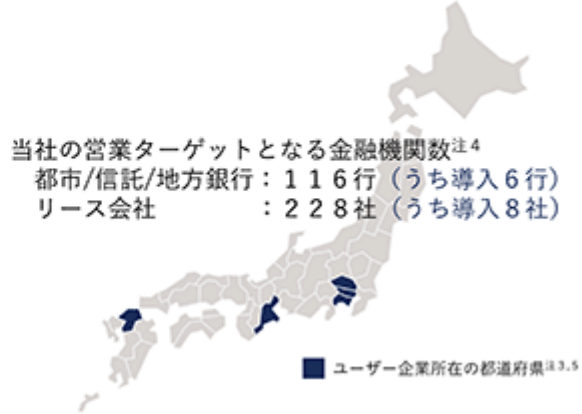 当社の営業ターゲットとなる金融機関数注4
都市/信託/地方銀行：１１６行（うち導入６行）
リース会社　　　　：２２８社（うち導入８社）
ユーザー企業所在の都道府県注3,5